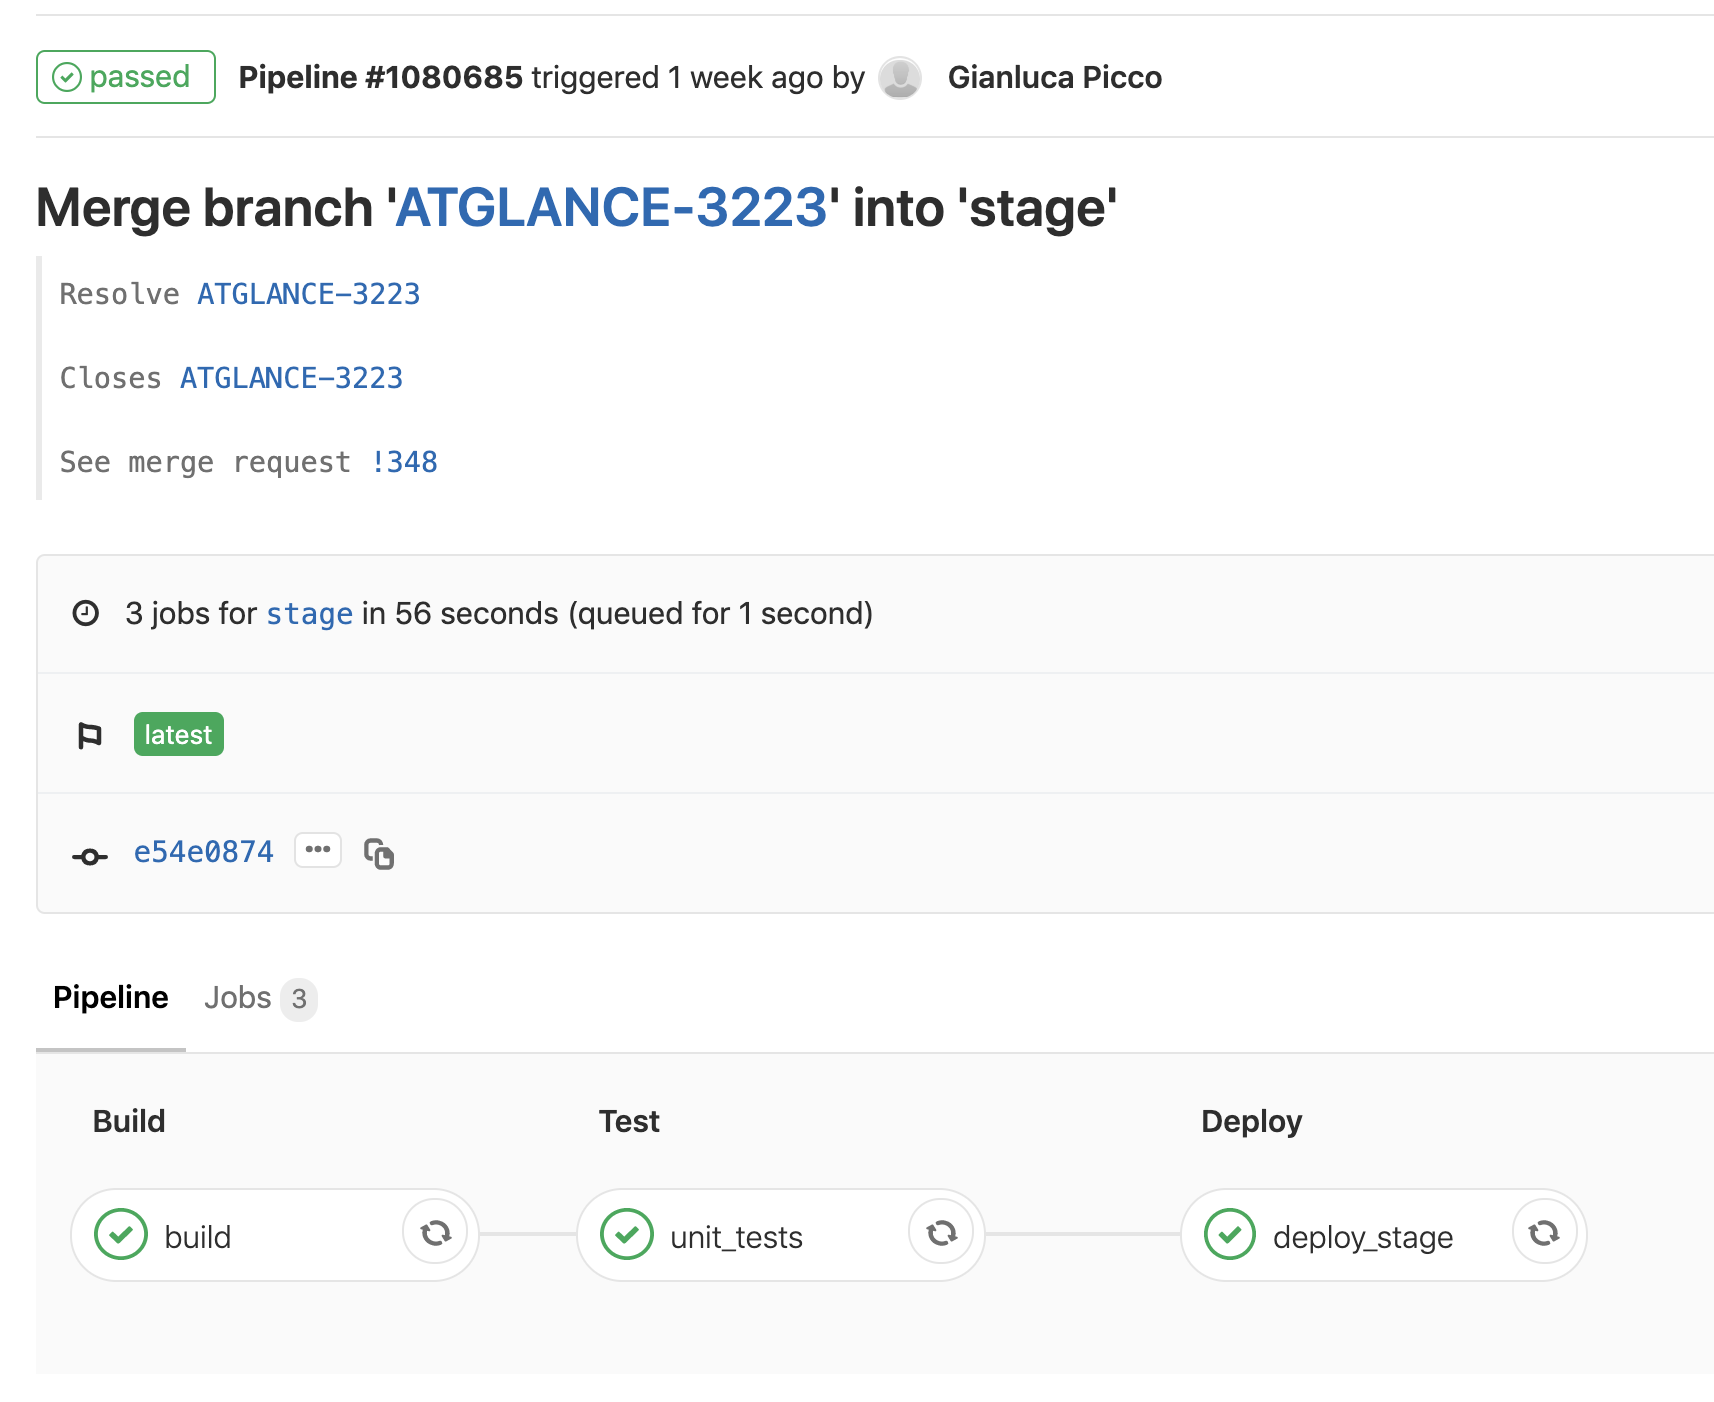 passed Pipeline #1080685 triggered 1 week ago by Gianluca Picco
Merge branch 'ATGLANCE-3223' into 'stage'
Resolve ATGLANCE-3223
Closes ATGLANCE-3223
See merge request !348
3 jobs for stage in 56 seconds (queued for 1 second)
latest
e54e0874 •••
Pipeline Jobs 3
Build Test Deploy
build unit_tests deploy_stage